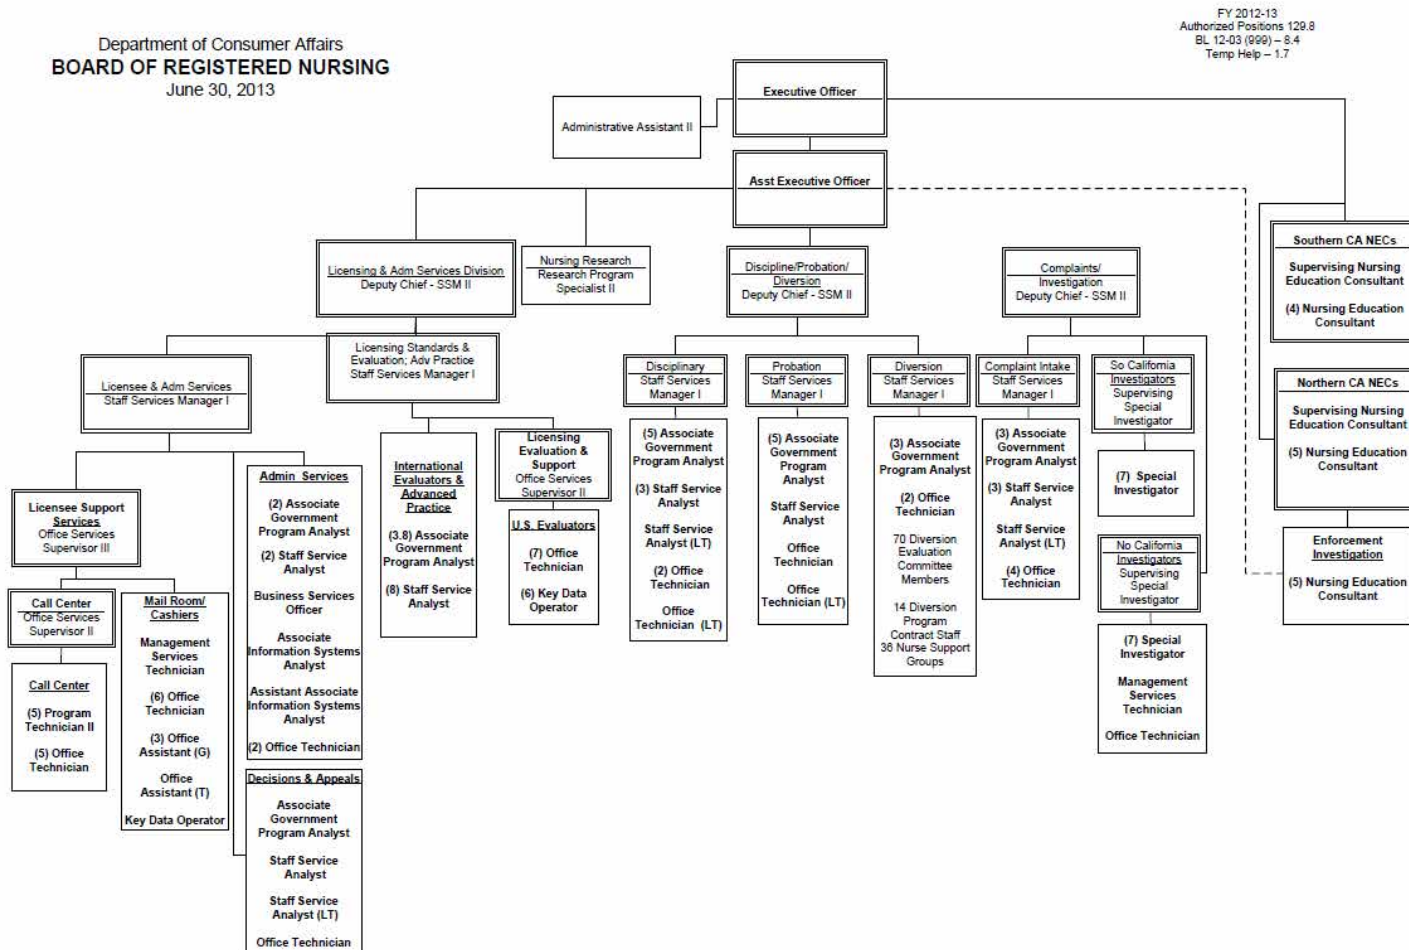 FY 2012-13
Authorized Positions 129.8
BL 12-03 (999) – 8.4
Temp Help – 1.7
Department of Consumer Affairs
BOARD OF REGISTERED NURSING
June 30, 2013
Executive Officer
Administrative Assistant II
Asst Executive Officer
Licensing & Adm Services Division
Deputy Chief - SSM II
Nursing Research
Research Program
Specialist II
Discipline/Probation/
Diversion
Deputy Chief - SSM II
Complaints/
Investigation
Deputy Chief - SSM II
Southern CA NECs
Supervising Nursing
Education Consultant
(4) Nursing Education
Consultant
Licensee & Adm Services
Staff Services Manager I
Licensing Standards &
Evaluation; Adv Practice
Staff Services Manager I
Disciplinary
Staff Services
Manager I
Probation
Staff Services
Manager I
Diversion
Staff Services
Manager I
Complaint Intake
Staff Services
Manager I
So California
Investigators
Supervising
Special
Investigator
Northern CA NECs
Supervising Nursing
Education Consultant
(5) Nursing Education
Consultant
Licensee Support
Services
Office Services
Supervisor III
Admin Services
(2) Associate
Government
Program Analyst
(2) Staff Service
Analyst
Business Services
Officer
Associate
Information Systems
Analyst
Assistant Associate
Information Systems
Analyst
(2) Office Technician
International
Evaluators &
Advanced
Practice
(3.8) Associate
Government
Program Analyst
(8) Staff Service
Analyst
Licensing
Evaluation &
Support
Office Services
Supervisor II
U.S. Evaluators
(7) Office
Technician
(6) Key Data
Operator
(5) Associate
Government
Program Analyst
(3) Staff Service
Analyst
Staff Service
Analyst (LT)
(2) Office
Technician
Office
Technician (LT)
(5) Associate
Government
Program
Analyst
Staff Service
Analyst
Office
Technician
Office
Technician (LT)
(3) Associate
Government
Program Analyst
(2) Office
Technician
70 Diversion
Evaluation
Committee
Members
14 Diversion
Program
Contract Staff
36 Nurse Support
Groups
(3) Associate
Government
Program Analyst
(3) Staff Service
Analyst
Staff Service
Analyst (LT)
(4) Office
Technician
(7) Special
Investigator
No California
Investigators
Supervising
Special
Investigator
(7) Special
Investigator
Management
Services
Technician
Office Technician
Enforcement
Investigation
(5) Nursing Education
Consultant
Call Center
Office Services
Supervisor II
Call Center
(5) Program
Technician II
(5) Office
Technician
Mail Room/
Cashiers
Management
Services
Technician
(6) Office
Technician
(3) Office
Assistant (G)
Office
Assistant (T)
Key Data Operator
Decisions & Appeals
Associate
Government
Program Analyst
Staff Service
Analyst
Staff Service
Analyst (LT)
Office Technician